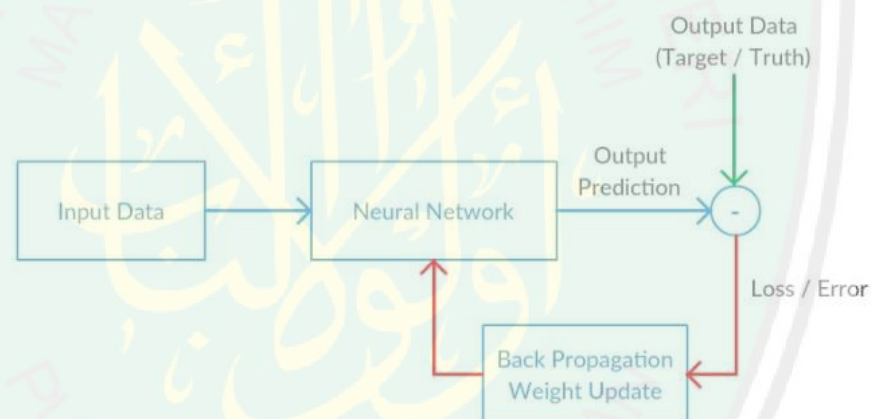 Output Data
(Target / Truth)
Output
Prediction
Input Data
Neural Network
-
Loss / Error
Back Propagation
Weight Update